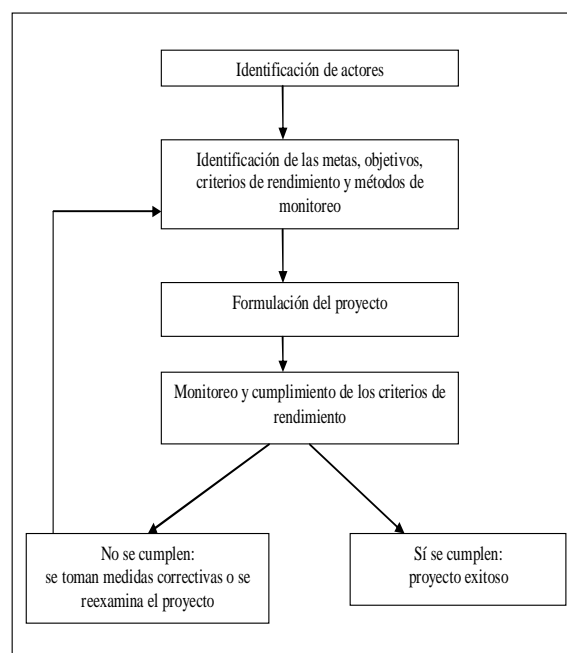 Identificación de actores
Identificación de las metas, objetivos,
criterios de rendimiento y métodos de
monitoreo
Formulación del proyecto
Monitoreo y cumplimiento de los criterios de
rendimiento
No se cumplen:
se toman medidas correctivas o se
reexamina el proyecto
Sí se cumplen:
proyecto exitoso